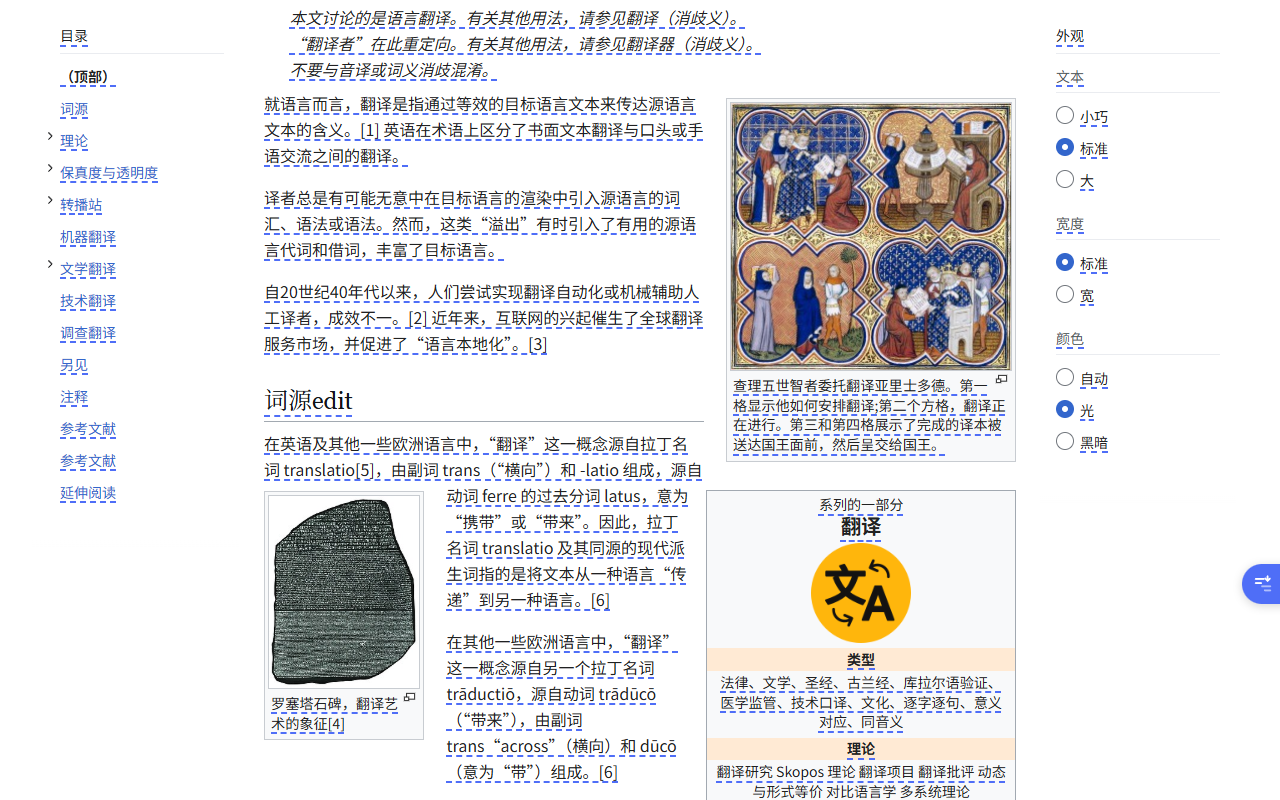 目录
（顶部）
词源
理论
保真度与透明度
转播站
机器翻译
文学翻译
技术翻译
调查翻译
另见
注释
参考文献
参考文献
延伸阅读
本文讨论的是语言翻译。有关其他用法，请参见翻译（消歧义）。
“翻译者”在此重定向。有关其他用法，请参见翻译器（消歧义）。
不要与音译或词义消歧混淆。
就语言而言，翻译是指通过等效的目标语言文本来传达源语言
文本的含义。[1] 英语在术语上区分了书面文本翻译与口头或手
语交流之间的翻译。
译者总是有可能无意中在目标语言的渲染中引入源语言的词
汇、语法或语法。然而，这类“溢出”有时引入了有用的源语
言代词和借词，丰富了目标语言。
自20世纪40年代以来，人们尝试实现翻译自动化或机械辅助人
工译者，成效不一。[2] 近年来，互联网的兴起催生了全球翻译
服务市场，并促进了“语言本地化”。[3]
词源edit
在英语及其他一些欧洲语言中，“翻译”这一概念源自拉丁名
词 translatio[5]，由副词 trans（“横向”）和 -latio 组成，源自
动词 ferre 的过去分词 latus，意为
“携带”或“带来”。因此，拉丁
名词 translatio 及其同源的现代派
生词指的是将文本从一种语言“传
递”到另一种语言。[6]
在其他一些欧洲语言中，“翻译”
这一概念源自另一个拉丁名词
trāductiō，源自动词 trādūcō
（“带来”），由副词
trans“across”（横向）和 dūcō
（意为“带”）组成。[6]
罗塞塔石碑，翻译艺
术的象征[4]
查理五世智者委托翻译亚里士多德。第一
格显示他如何安排翻译;第二个方格，翻译正
在进行。第三和第四格展示了完成的译本被
送达国王面前，然后呈交给国王。
系列的一部分
翻译
文A
类型
法律、文学、圣经、古兰经、库拉尔语验证、
医学监管、技术口译、文化、逐字逐句、意义
对应、同音义
理论
翻译研究 Skopos 理论 翻译项目 翻译批评 动态
与形式等价 对比语言学 多系统理论
外观
文本
小巧
标准
大
宽度
标准
宽
颜色
自动
光
黑暗